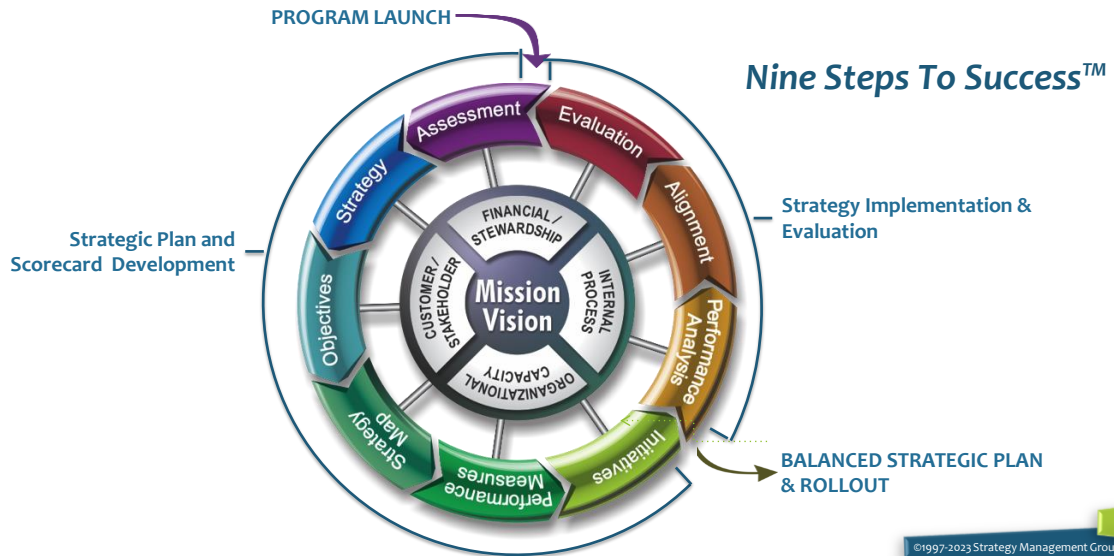 PROGRAM LAUNCH
Nine Steps To Success™
Assessment
Evaluation
Strategy
Alignment
FINANCIAL /
STEWARDSHIP
Strategic Plan and
Scorecard Development
Strategy Implementation &
Evaluation
CUSTOMER /
STAKEHOLDER
Mission
Vision
INTERNAL
PROCESS
Objectives
Performance
Analysis
ORGANIZATIONAL
CAPACITY
Strategy
Map
Performance
Measures
Initiatives
BALANCED STRATEGIC PLAN
& ROLLOUT
©1997-2023 Strategy Management Group